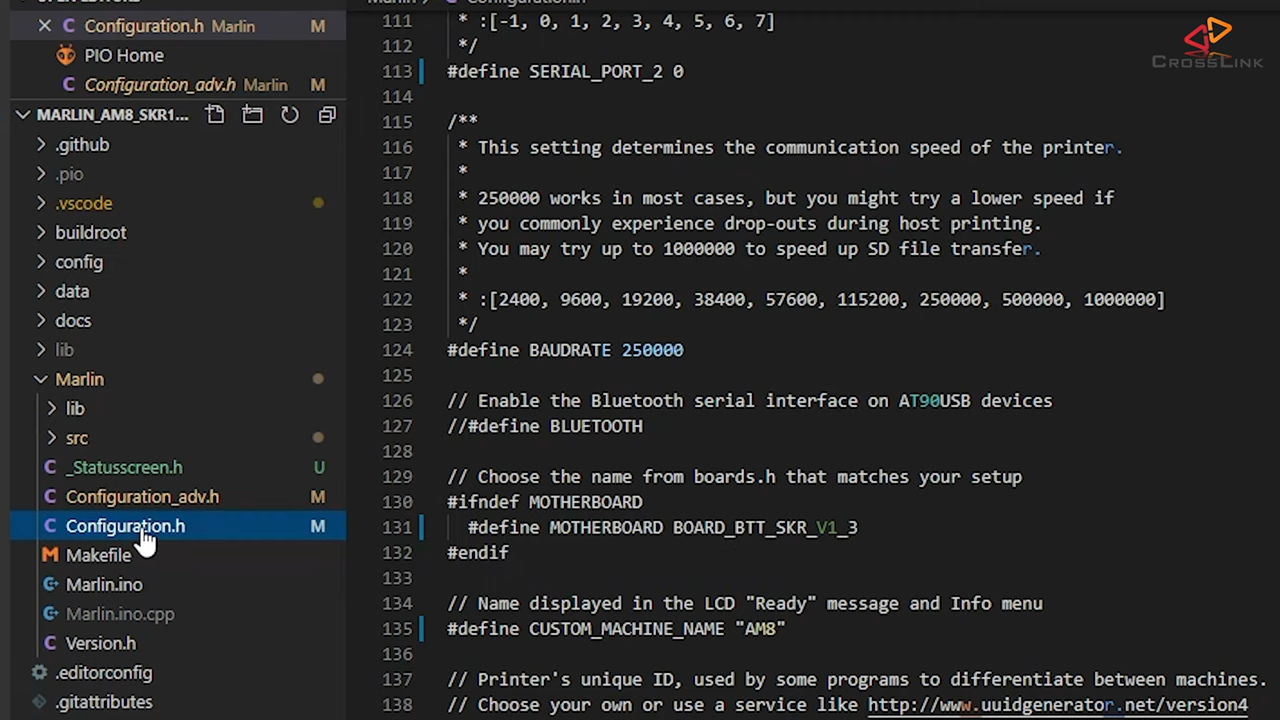 Configuration.h Marlin M
PIO Home
Configuration_adv.h Marlin M
MARLIN_AM8_SKR1...
.github
.pio
.vscode
buildroot
config
data
docs
lib
Marlin
lib
src
_Statusscreen.h U
Configuration_adv.h M
Configuration.h M
Makefile
Marlin.ino
Marlin.ino.cpp
Version.h
.editorconfig
.gitattributes
111 * :[-1, 0, 1, 2, 3, 4, 5, 6, 7]
112 */
113 #define SERIAL_PORT_2 0
114
115 /**
116 * This setting determines the communication speed of the printer.
117 *
118 * 250000 works in most cases, but you might try a lower speed if
119 * you commonly experience drop-outs during host printing.
120 * You may try up to 1000000 to speed up SD file transfer.
121 *
122 * :[2400, 9600, 19200, 38400, 57600, 115200, 250000, 500000, 1000000]
123 */
124 #define BAUDRATE 250000
125
126 // Enable the Bluetooth serial interface on AT90USB devices
127 //#define BLUETOOTH
128
129 // Choose the name from boards.h that matches your setup
130 #ifndef MOTHERBOARD
131 #define MOTHERBOARD BOARD_BTT_SKR_V1_3
132 #endif
133
134 // Name displayed in the LCD "Ready" message and Info menu
135 #define CUSTOM_MACHINE_NAME "AM8"
136
137 // Printer's unique ID, used by some programs to differentiate between machines.
138 // Choose your own or use a service like http://www.uuidgenerator.net/version4
CROSSLINK